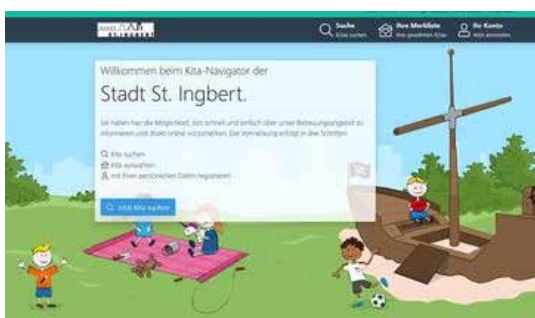 Suche
Kitas suchen
Ihre Merkliste
Ihre gewählten Kitas
Ihr Konto
Jetzt anmelden
Willkommen beim Kita-Navigator der
Stadt St. Ingbert.
Sie haben hier die Möglichkeit, sich schnell und einfach über unser Betreuungsangebot zu
informieren und direkt online vorzumerken. Die Vormerkung erfolgt in drei Schritten:
Kita suchen
Kita auswählen
mit Ihren persönlichen Daten registrieren
Jetzt Kita suchen